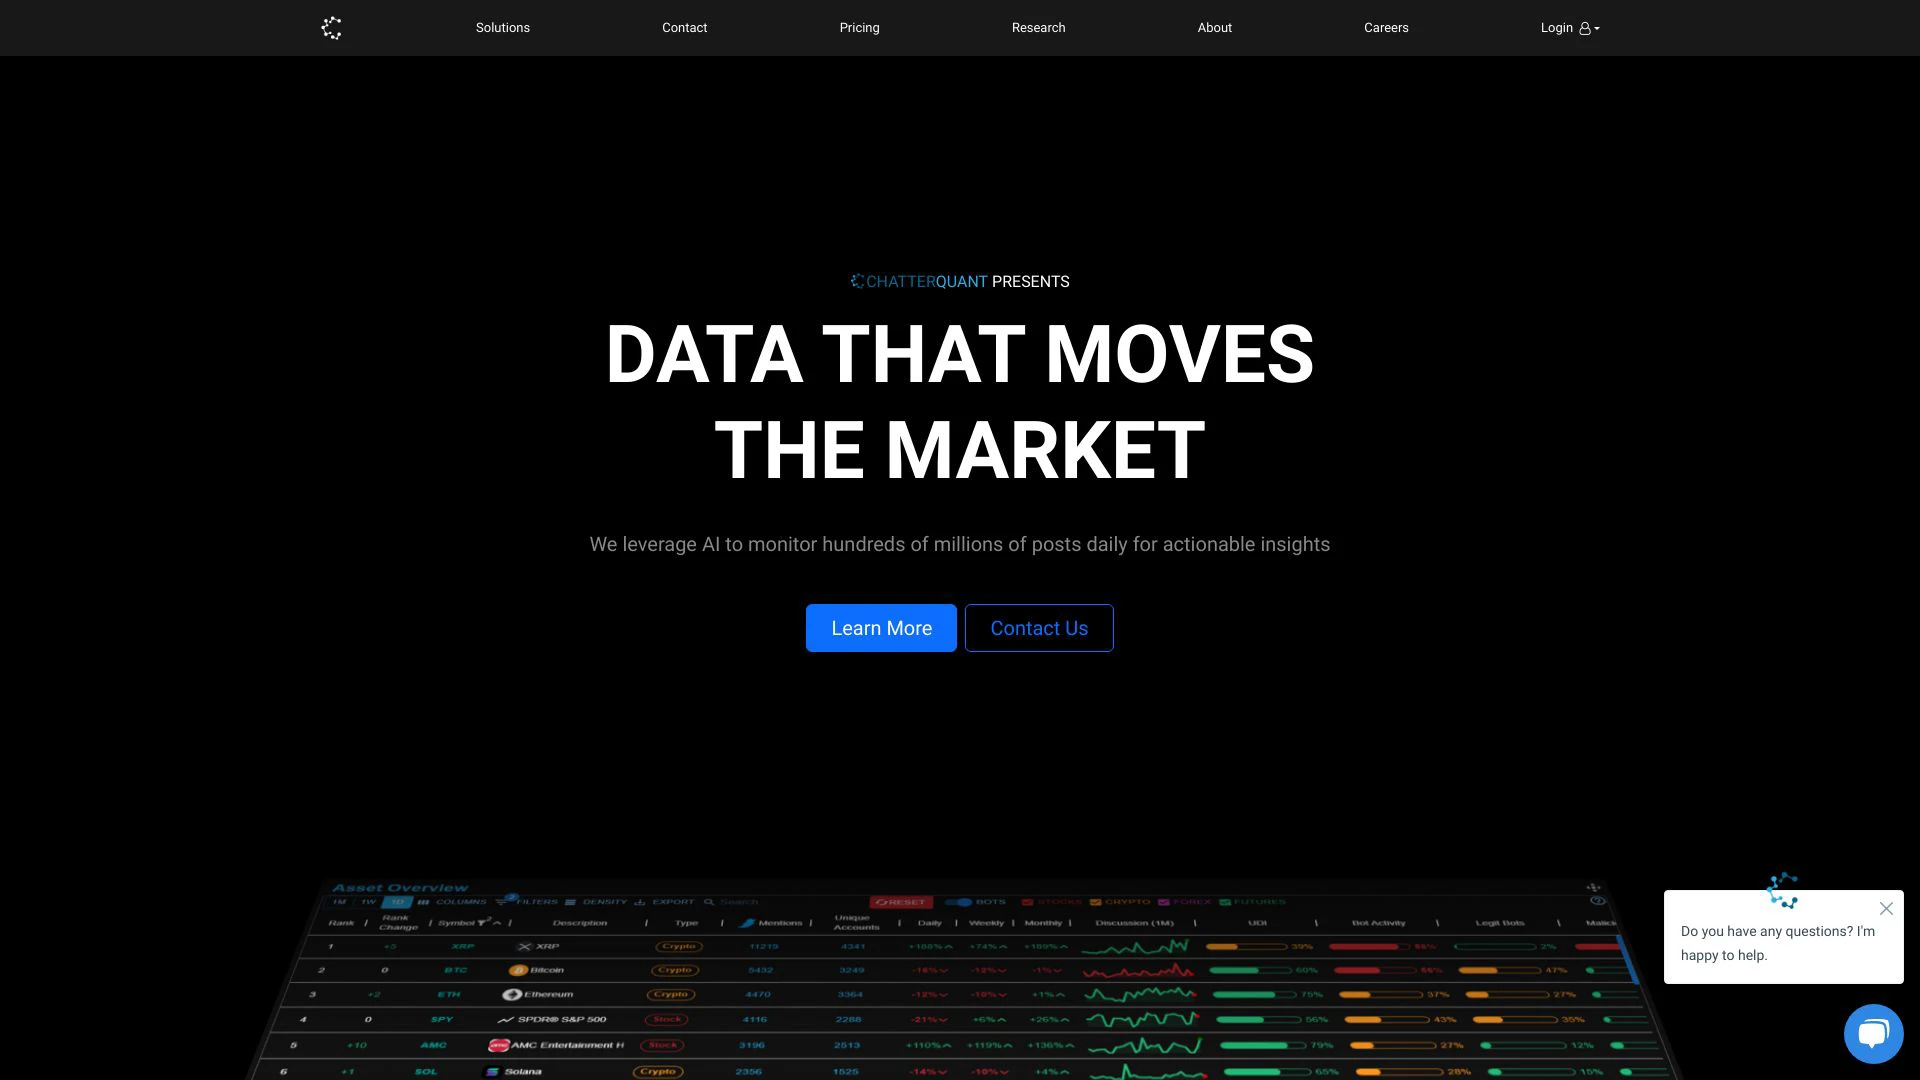 Solutions
Contact
Pricing
Research
About
Careers
Login
CHATTERQUANT PRESENTS
DATA THAT MOVES
THE MARKET
We leverage AI to monitor hundreds of millions of posts daily for actionable insights
Learn More
Contact Us
Asset Overview
1M 1W 1D COLUMNS 2 FILTERS DENSITY EXPORT Search RESET BOTS STOCKS CRYPTO FOREX FUTURES
Rank Rank Change Symbol 2 Description Type Mentions Unique Accounts Daily Weekly Monthly Discussion (1M) UDI Bot Activity Legit Bots
1 +5 XRP XRP Crypto 11219 4341 +74% 39% 2%
2 0 BTC Bitcoin Crypto 5432 3249 -12% -1% 60% 47%
3 +2 ETH Ethereum Crypto 4470 3364 -12% -10% +1% 75% 37% 27%
4 0 SPY SPDR® S&P 500 Stock 4116 2288 -21% +6% +26% 56% 43% 35%
5 +10 AMC AMC Entertainment H Stock 3196 2513 +110% +119% +136% 79% 27% 12%
6 +1 SOL Solana Crypto 2356 1525 -14% -10% +4% 65% 28% 15%
Do you have any questions? I'm
happy to help.